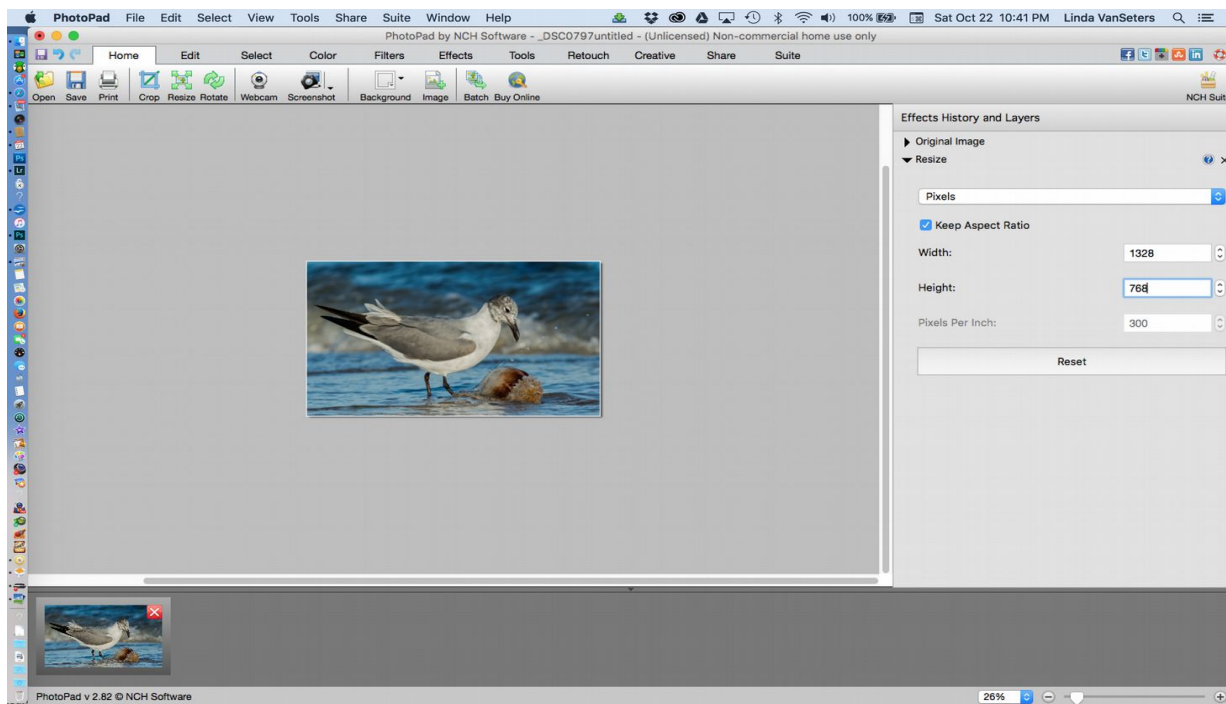 PhotoPad File Edit Select View Tools Share Suite Window Help 100% Sat Oct 22 10:41 PM Linda VanSeters
PhotoPad by NCH Software - _DSC0797untitled - (Unlicensed) Non-commercial home use only
Home Edit Select Color Filters Effects Tools Retouch Creative Share Suite
Open Save Print Crop Resize Rotate Webcam Screenshot Background Image Batch Buy Online NCH Suit
Effects History and Layers
Original Image
Resize
Pixels
Keep Aspect Ratio
Width: 1328
Height: 768
Pixels Per Inch: 300
Reset
PhotoPad v 2.82 © NCH Software 26%